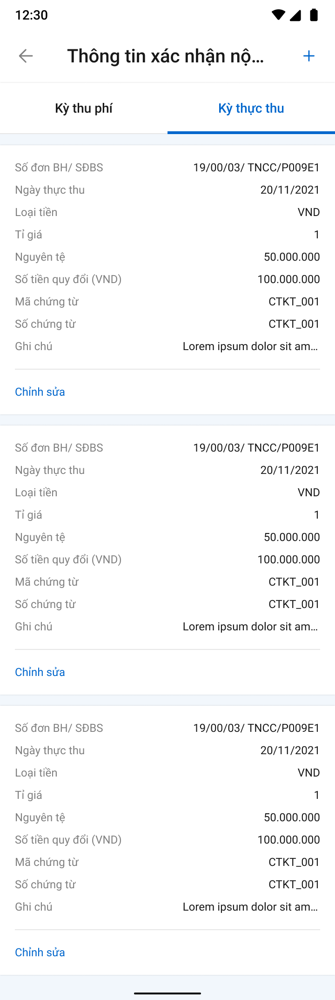 12:30
Thông tin xác nhận nộ...
Kỳ thu phí
Kỳ thực thu
Số đơn BH/ SĐBS 19/00/03/ TNCC/P009E1
Ngày thực thu 20/11/2021
Loại tiền VND
Tỉ giá 1
Nguyên tệ 50.000.000
Số tiền quy đổi (VND) 100.000.000
Mã chứng từ CTKT_001
Số chứng từ CTKT_001
Ghi chú Lorem ipsum dolor sit am...
Chỉnh sửa
Số đơn BH/ SĐBS 19/00/03/ TNCC/P009E1
Ngày thực thu 20/11/2021
Loại tiền VND
Tỉ giá 1
Nguyên tệ 50.000.000
Số tiền quy đổi (VND) 100.000.000
Mã chứng từ CTKT_001
Số chứng từ CTKT_001
Ghi chú Lorem ipsum dolor sit am...
Chỉnh sửa
Số đơn BH/ SĐBS 19/00/03/ TNCC/P009E1
Ngày thực thu 20/11/2021
Loại tiền VND
Tỉ giá 1
Nguyên tệ 50.000.000
Số tiền quy đổi (VND) 100.000.000
Mã chứng từ CTKT_001
Số chứng từ CTKT_001
Ghi chú Lorem ipsum dolor sit am...
Chỉnh sửa